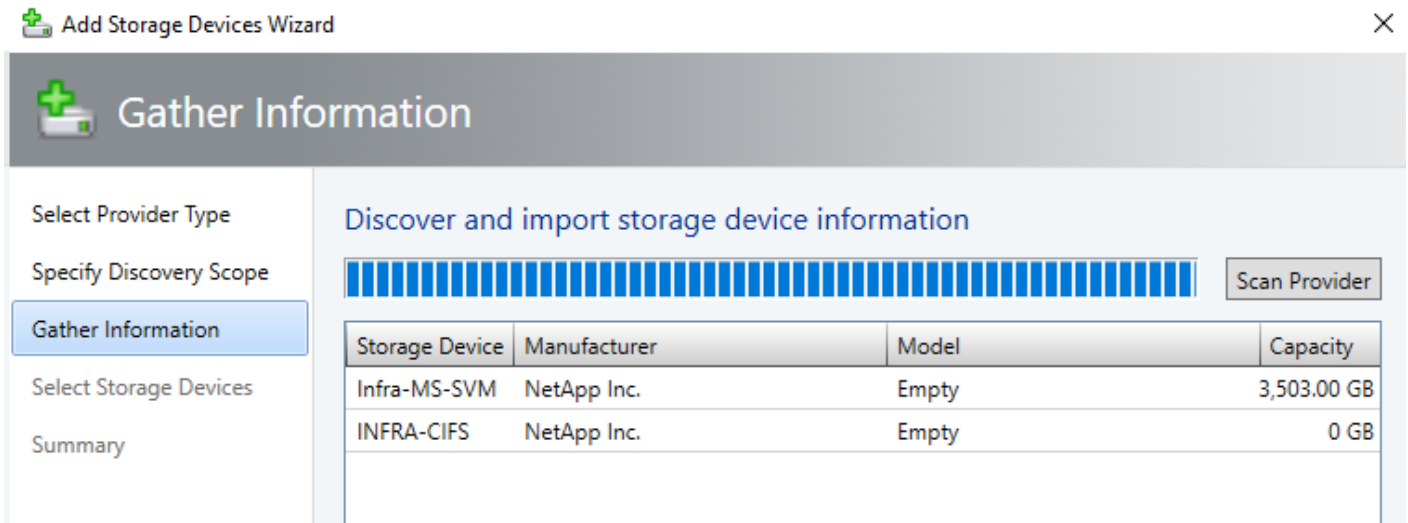 Add Storage Devices Wizard
Gather Information
Select Provider Type
Specify Discovery Scope
Gather Information
Select Storage Devices
Summary
Discover and import storage device information
Scan Provider
Storage Device Manufacturer Model Capacity
Infra-MS-SVM NetApp Inc. Empty 3,503.00 GB
INFRA-CIFS NetApp Inc. Empty 0 GB